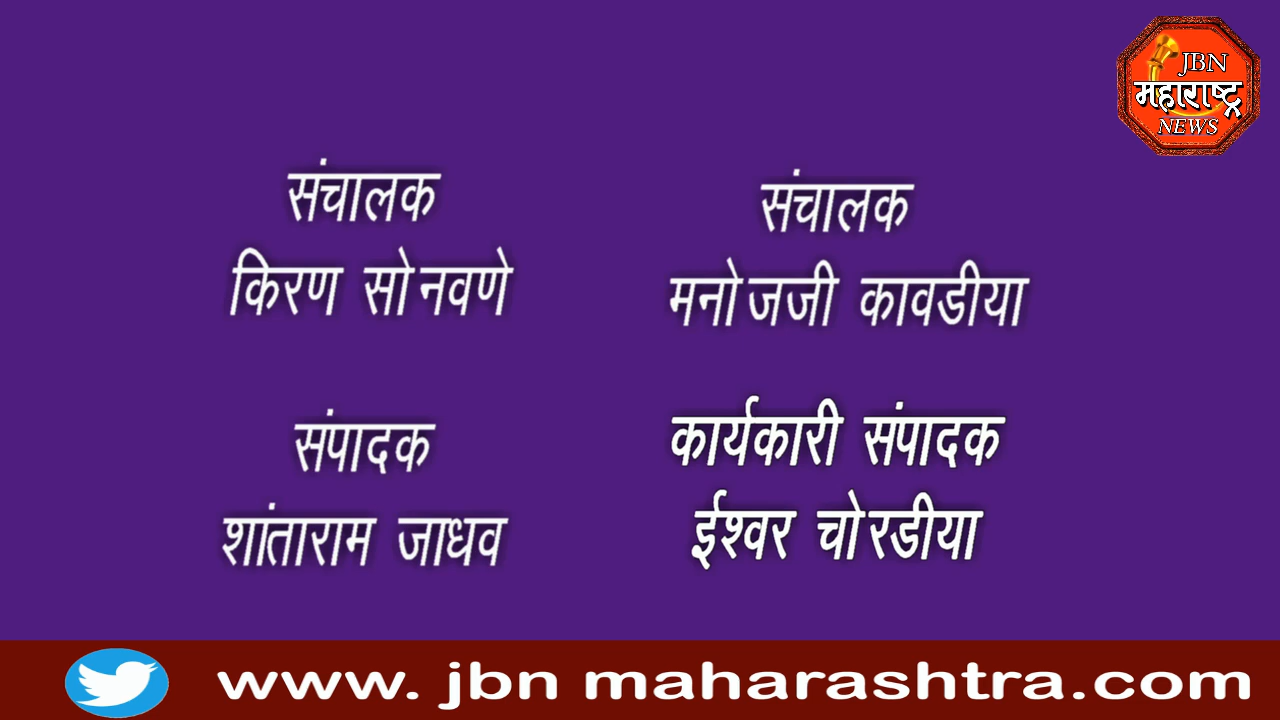 JBN
महाराष्ट्र
NEWS
संचालक
किरण सोनवणे
संचालक
मनोजजी कावडीया
संपादक
शांताराम जाधव
कार्यकारी संपादक
ईश्वर चोरडीया
www. jbn maharashtra.com